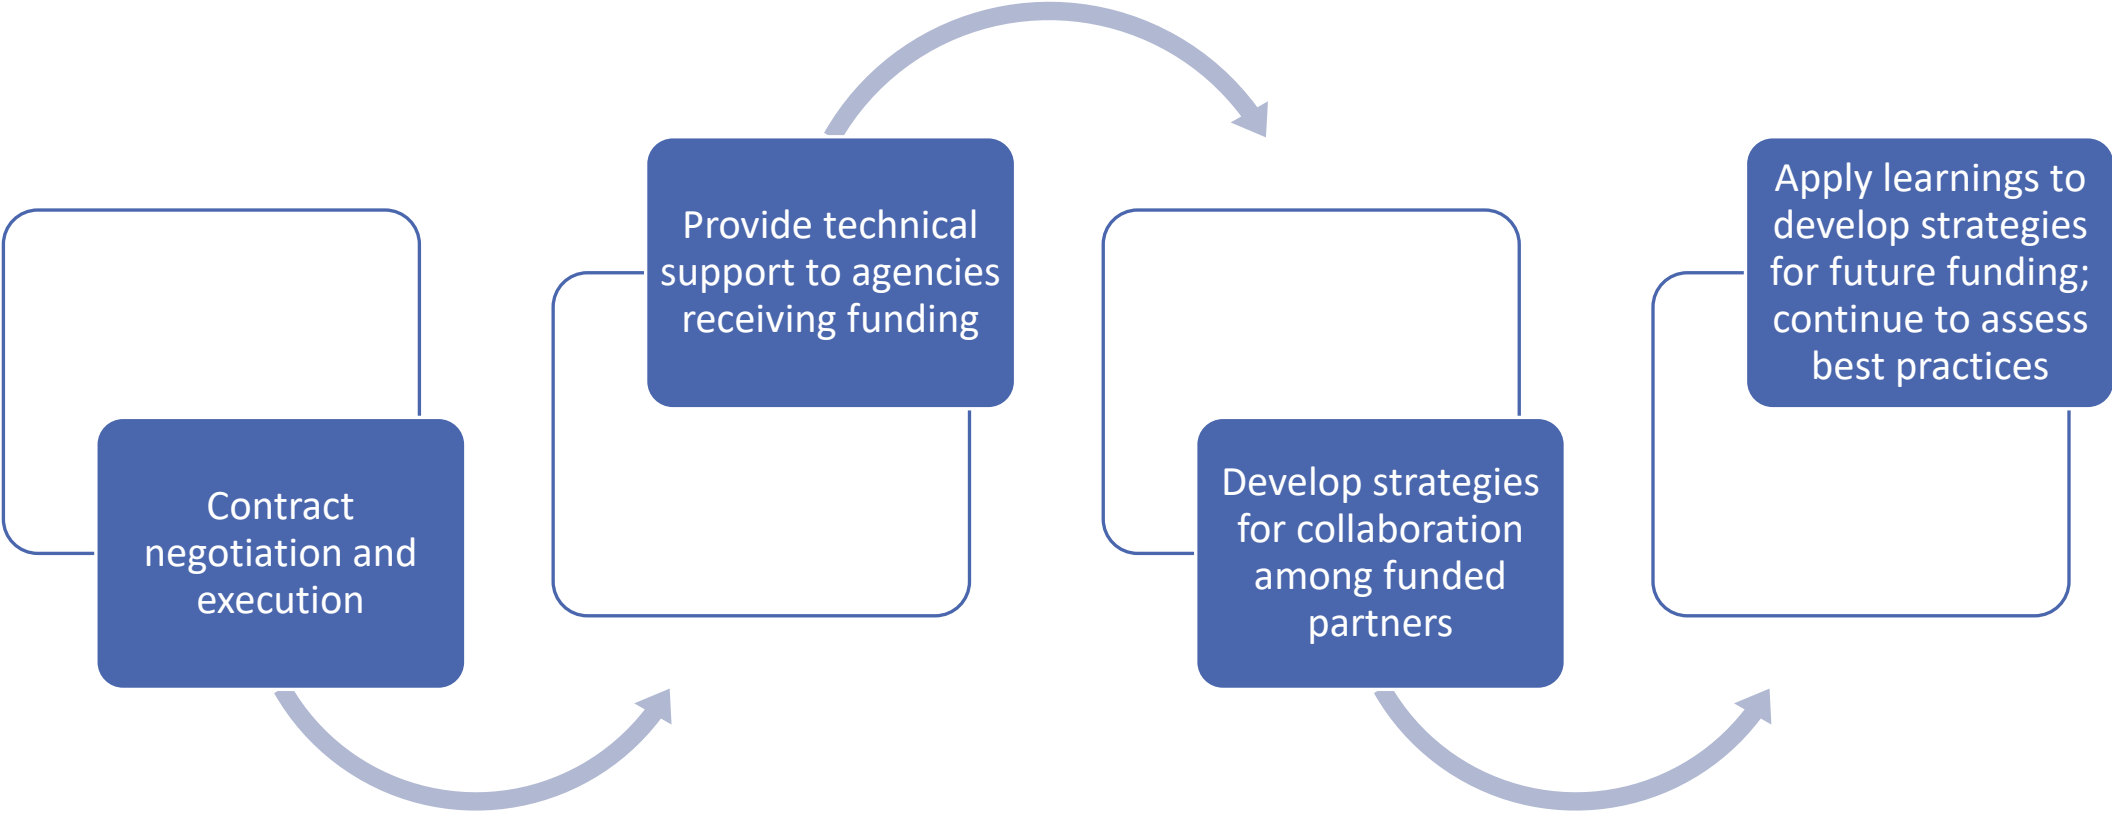 Contract
negotiation and
execution
Provide technical
support to agencies
receiving funding
Develop strategies
for collaboration
among funded
partners
Apply learnings to
develop strategies
for future funding;
continue to assess
best practices